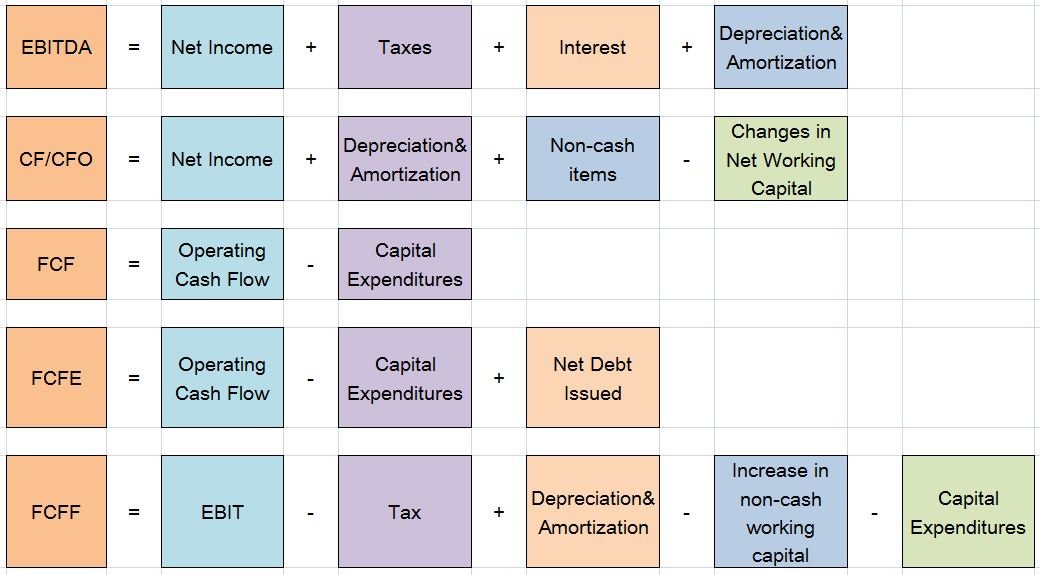 EBITDA = Net Income + Taxes + Interest + Depreciation&
Amortization
CF/CFO = Net Income + Depreciation&
Amortization + Non-cash
items - Changes in
Net Working
Capital
FCF = Operating
Cash Flow - Capital
Expenditures
FCFE = Operating
Cash Flow - Capital
Expenditures + Net Debt
Issued
FCFF = EBIT - Tax + Depreciation&
Amortization - Increase in
non-cash
working
capital - Capital
Expenditures